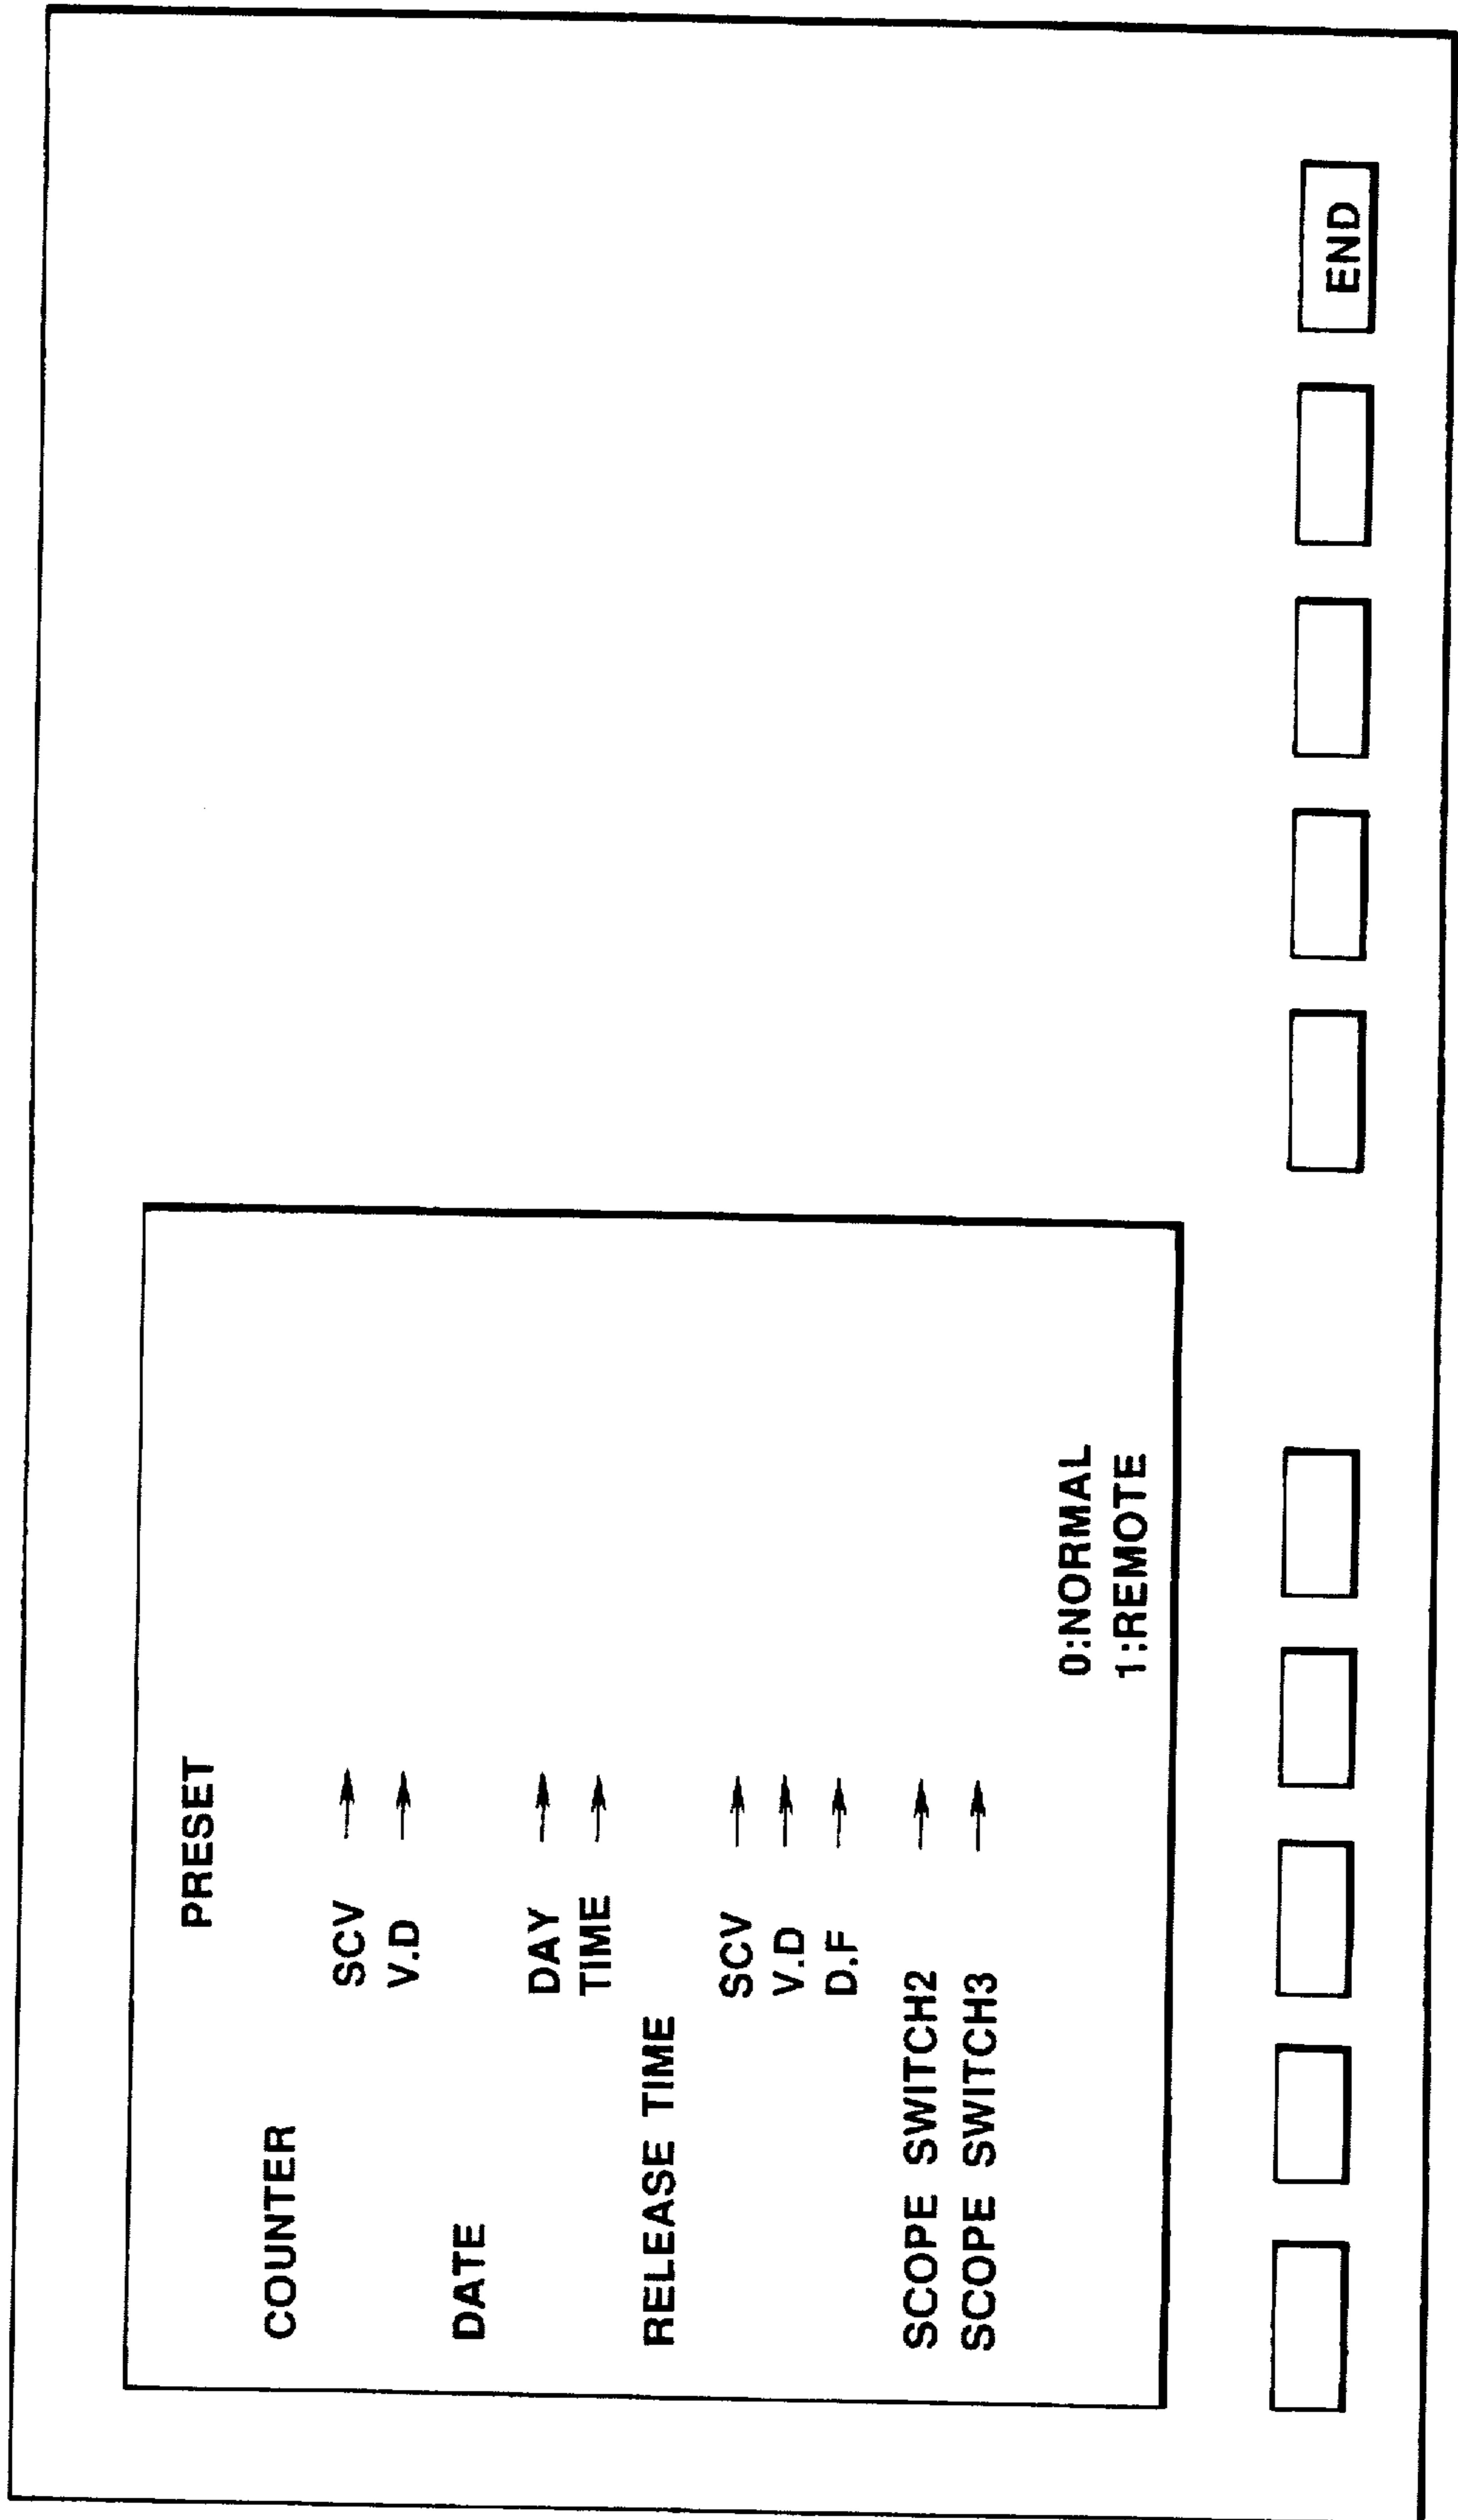 PRESET
COUNTER
SCV →
V.D →
DATE
DAY →
TIME →
RELEASE TIME
SCV →
V.D →
D.F →
SCOPE SWITCH2 →
SCOPE SWITCH3 →
0:NORMAL
1:REMOTE
END